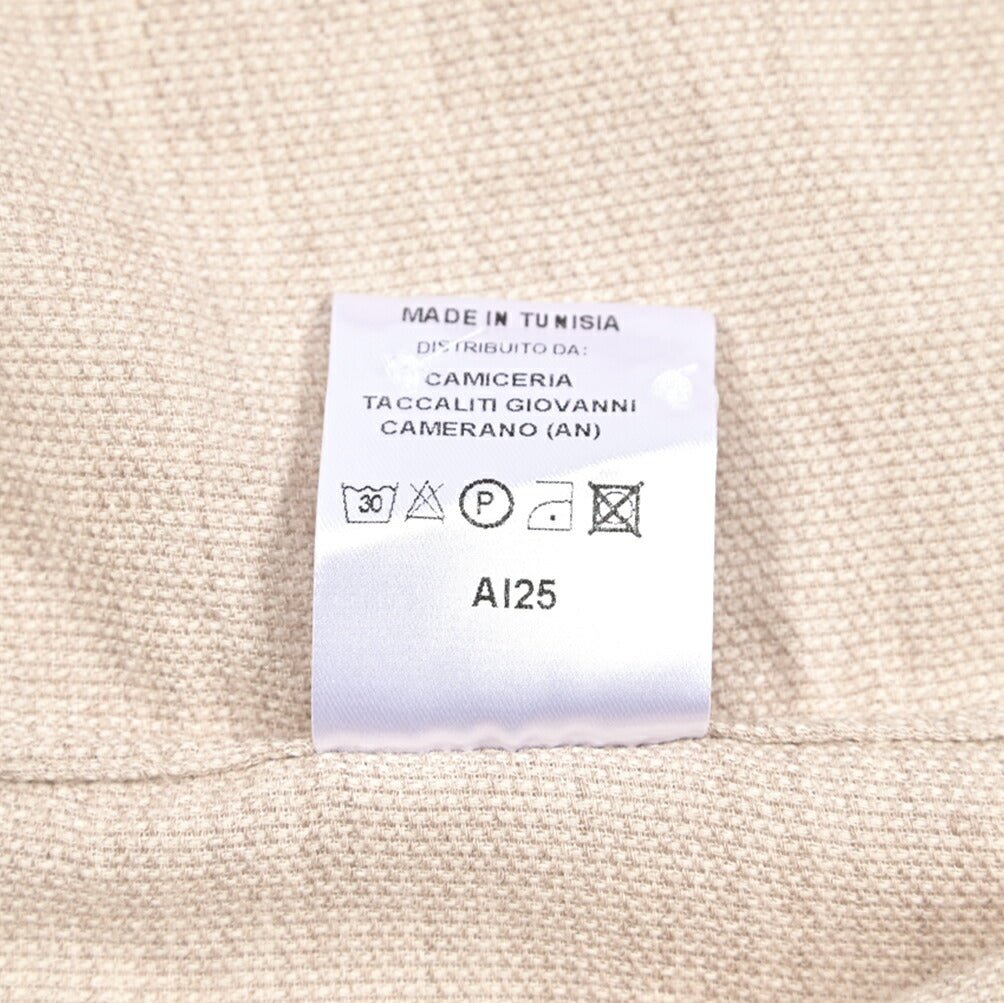 MADE IN TUNISIA
DISTRIBUITO DA:
CAMICERIA
TACCALITI GIOVANNI
CAMERANO (AN)
30 P
AI25